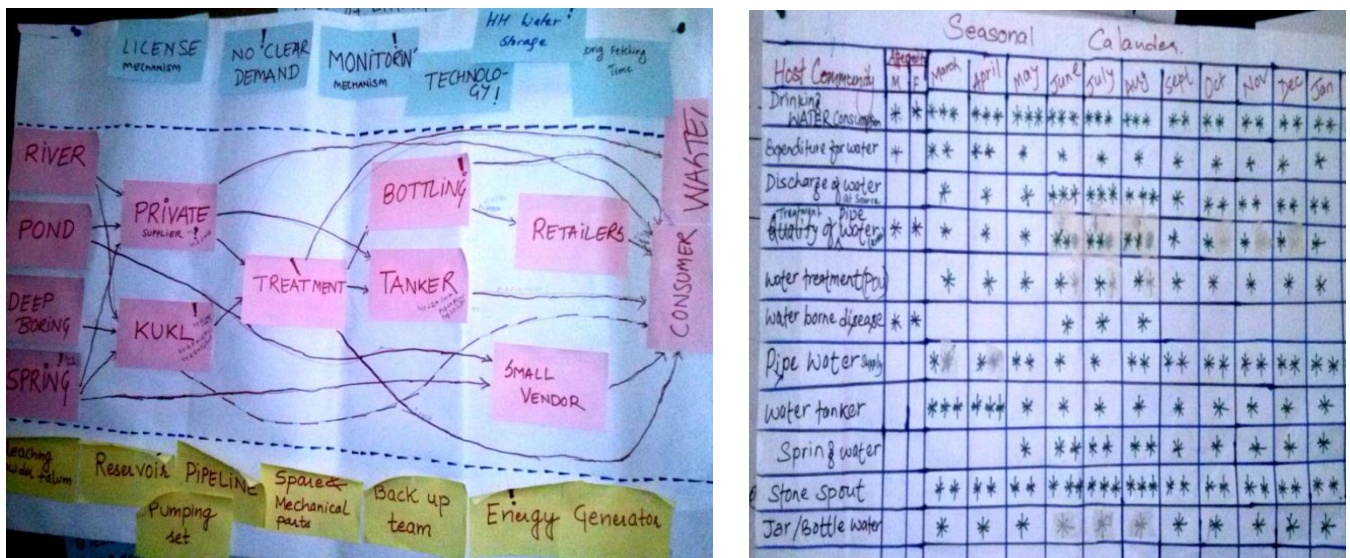 LICENSE
MECHANISM
!
NO CLEAR
DEMAND
!
MONITORIN'
MECHANISM
HH Water !
Storage
TECHNOLO-
GY!
Fetching
Time
RIVER
POND
DEEP
BORING
!
SPRING
PRIVATE
SUPPLIER !
!
KUKL
!
TREATMENT
!
BOTTLING
TANKER
RETAILERS
SMALL
VENDOR
CONSUMER WASTE/
Reservoir
PIPELINE
Pumping
set
Spare &
Mechanical
parts
Back up
team
!
Energy
Generator
Seasonal Calander.
Host Community M F March April May June July Aug Sept Oct Nov Dec Jan
Drinking
WATER Consumption * * *** *** *** *** *** *** ** ** ** ** **
Expenditure for water * ** ** * * * * * * * * *
Discharge of water
at source * * * *** *** *** * ** ** ** **
Treatment Pipe
Quality of Water * * * * * ** ** ** * * * * *
Water treatment (POU) * * * * * * * * * * *
Water borne disease * * * * *
Pipe Water Supply ** * ** * * ** ** ** ** ** **
Water tanker *** *** * * * * * * * * *
Spring water * ** ** ** * * * * *
Stone spout ** ** ** *** *** *** ** ** ** ** **
Jar/Bottle water * * * * * * * * * * *